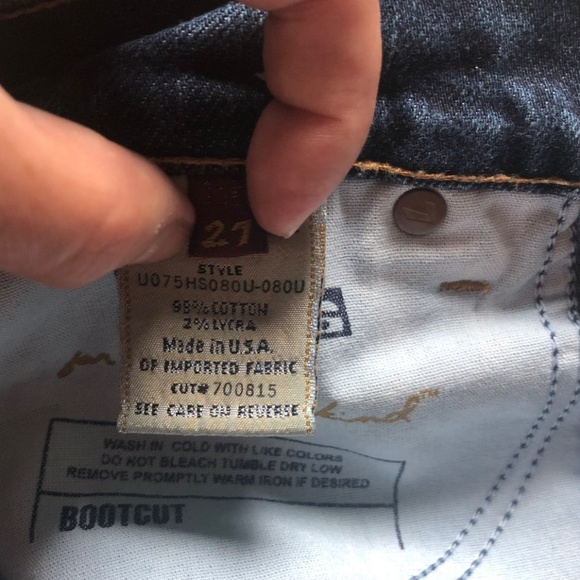 27
STYLE
U075HS080U-080U
98% COTTON
2% LYCRA
Made in U.S.A.
OF IMPORTED FABRIC
CUT# 700815
SEE CARE ON REVERSE
for
kind™
WASH IN COLD WITH LIKE COLORS
DO NOT BLEACH TUMBLE DRY LOW
REMOVE PROMPTLY WARM IRON IF DESIRED
BOOTCUT